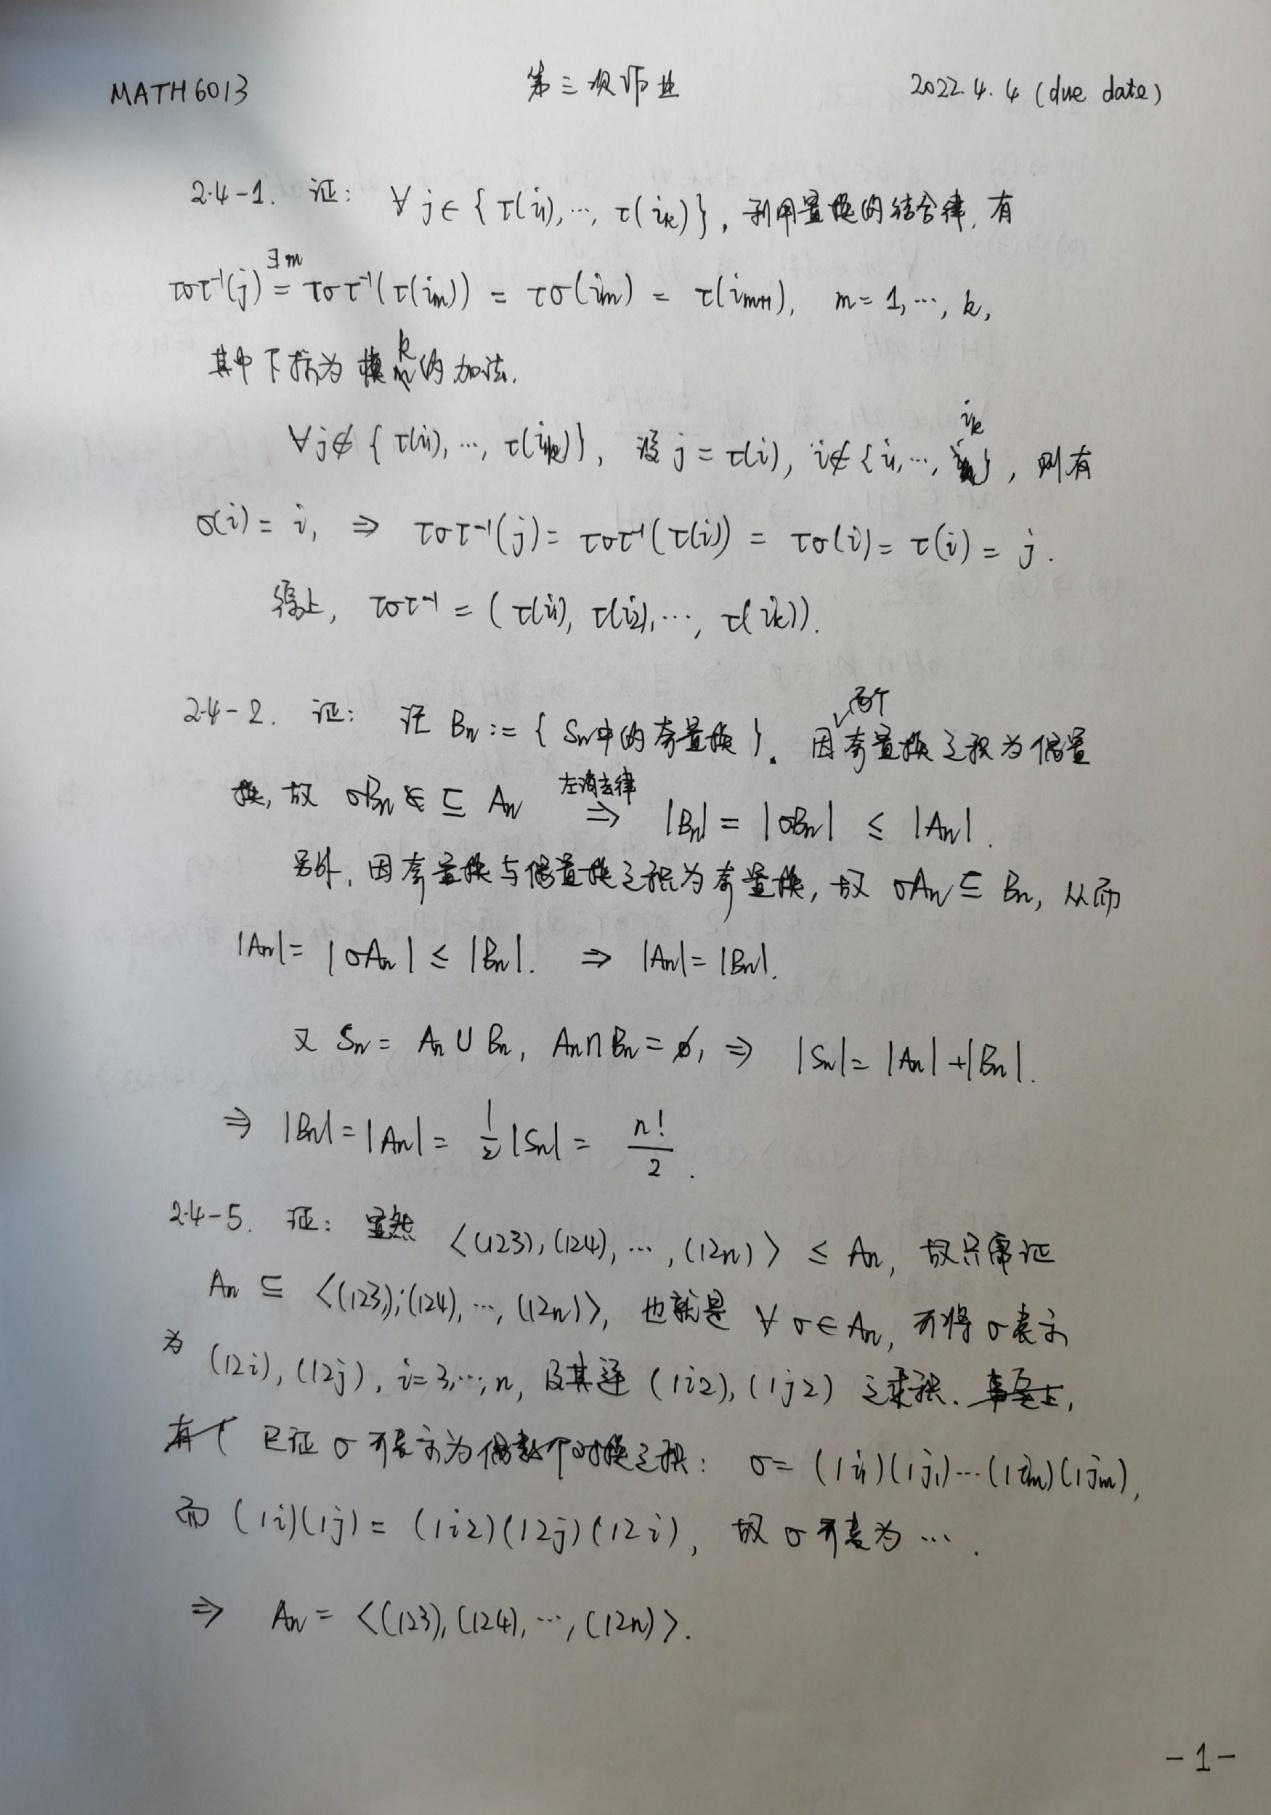 MATH6013 第三次作业 2022.4.4 (due date)
2.4-1. 证: ∀ j∈{τ(i₁),…,τ(iₖ)}, 利用置换的结合律, 有
τστ⁻¹(j) =(∃m) τστ⁻¹(τ(iₘ)) = τσ(iₘ) = τ(iₘ₊₁), m=1,…,k,
其中下标为模k的加法.
∀j∉{τ(i₁),…,τ(iₖ)}, 设 j=τ(i), i∉{i₁,…,iₖ}, 则有
σ(i)=i, ⇒ τστ⁻¹(j)=τστ⁻¹(τ(i))=τσ(i)=τ(i)=j.
综上, τστ⁻¹=(τ(i₁),τ(i₂),…,τ(iₖ)).
2.4-2. 证: 记 Bₙ:={Sₙ中的奇置换}. 因两个奇置换之积为偶置
换, 故 σBₙ ⊆ Aₙ ⇒(左消去律) |Bₙ|=|σBₙ| ≤ |Aₙ|.
另外, 因奇置换与偶置换之积为奇置换, 故 σAₙ ⊆ Bₙ, 从而
|Aₙ|=|σAₙ| ≤ |Bₙ|. ⇒ |Aₙ|=|Bₙ|.
又 Sₙ=Aₙ∪Bₙ, Aₙ∩Bₙ=∅, ⇒ |Sₙ|=|Aₙ|+|Bₙ|.
⇒ |Bₙ|=|Aₙ|=½|Sₙ|=n!/2.
2.4-5. 证: 显然 <(123),(124),…,(12n)> ≤ Aₙ, 故只需证
Aₙ ⊆ <(123),(124),…,(12n)>, 也就是 ∀σ∈Aₙ, 可将σ表示
为 (12i),(12j), i=3,…,n, 及其逆 (1i2),(1j2) 之乘积. 事实上,
有个 已证σ可表示为偶数个对换之积: σ=(1i₁)(1j₁)…(1iₘ)(1jₘ),
而 (1i)(1j)=(1i2)(12j)(12i), 故σ可表为….
⇒ Aₙ=<(123),(124),…,(12n)>.
-1-